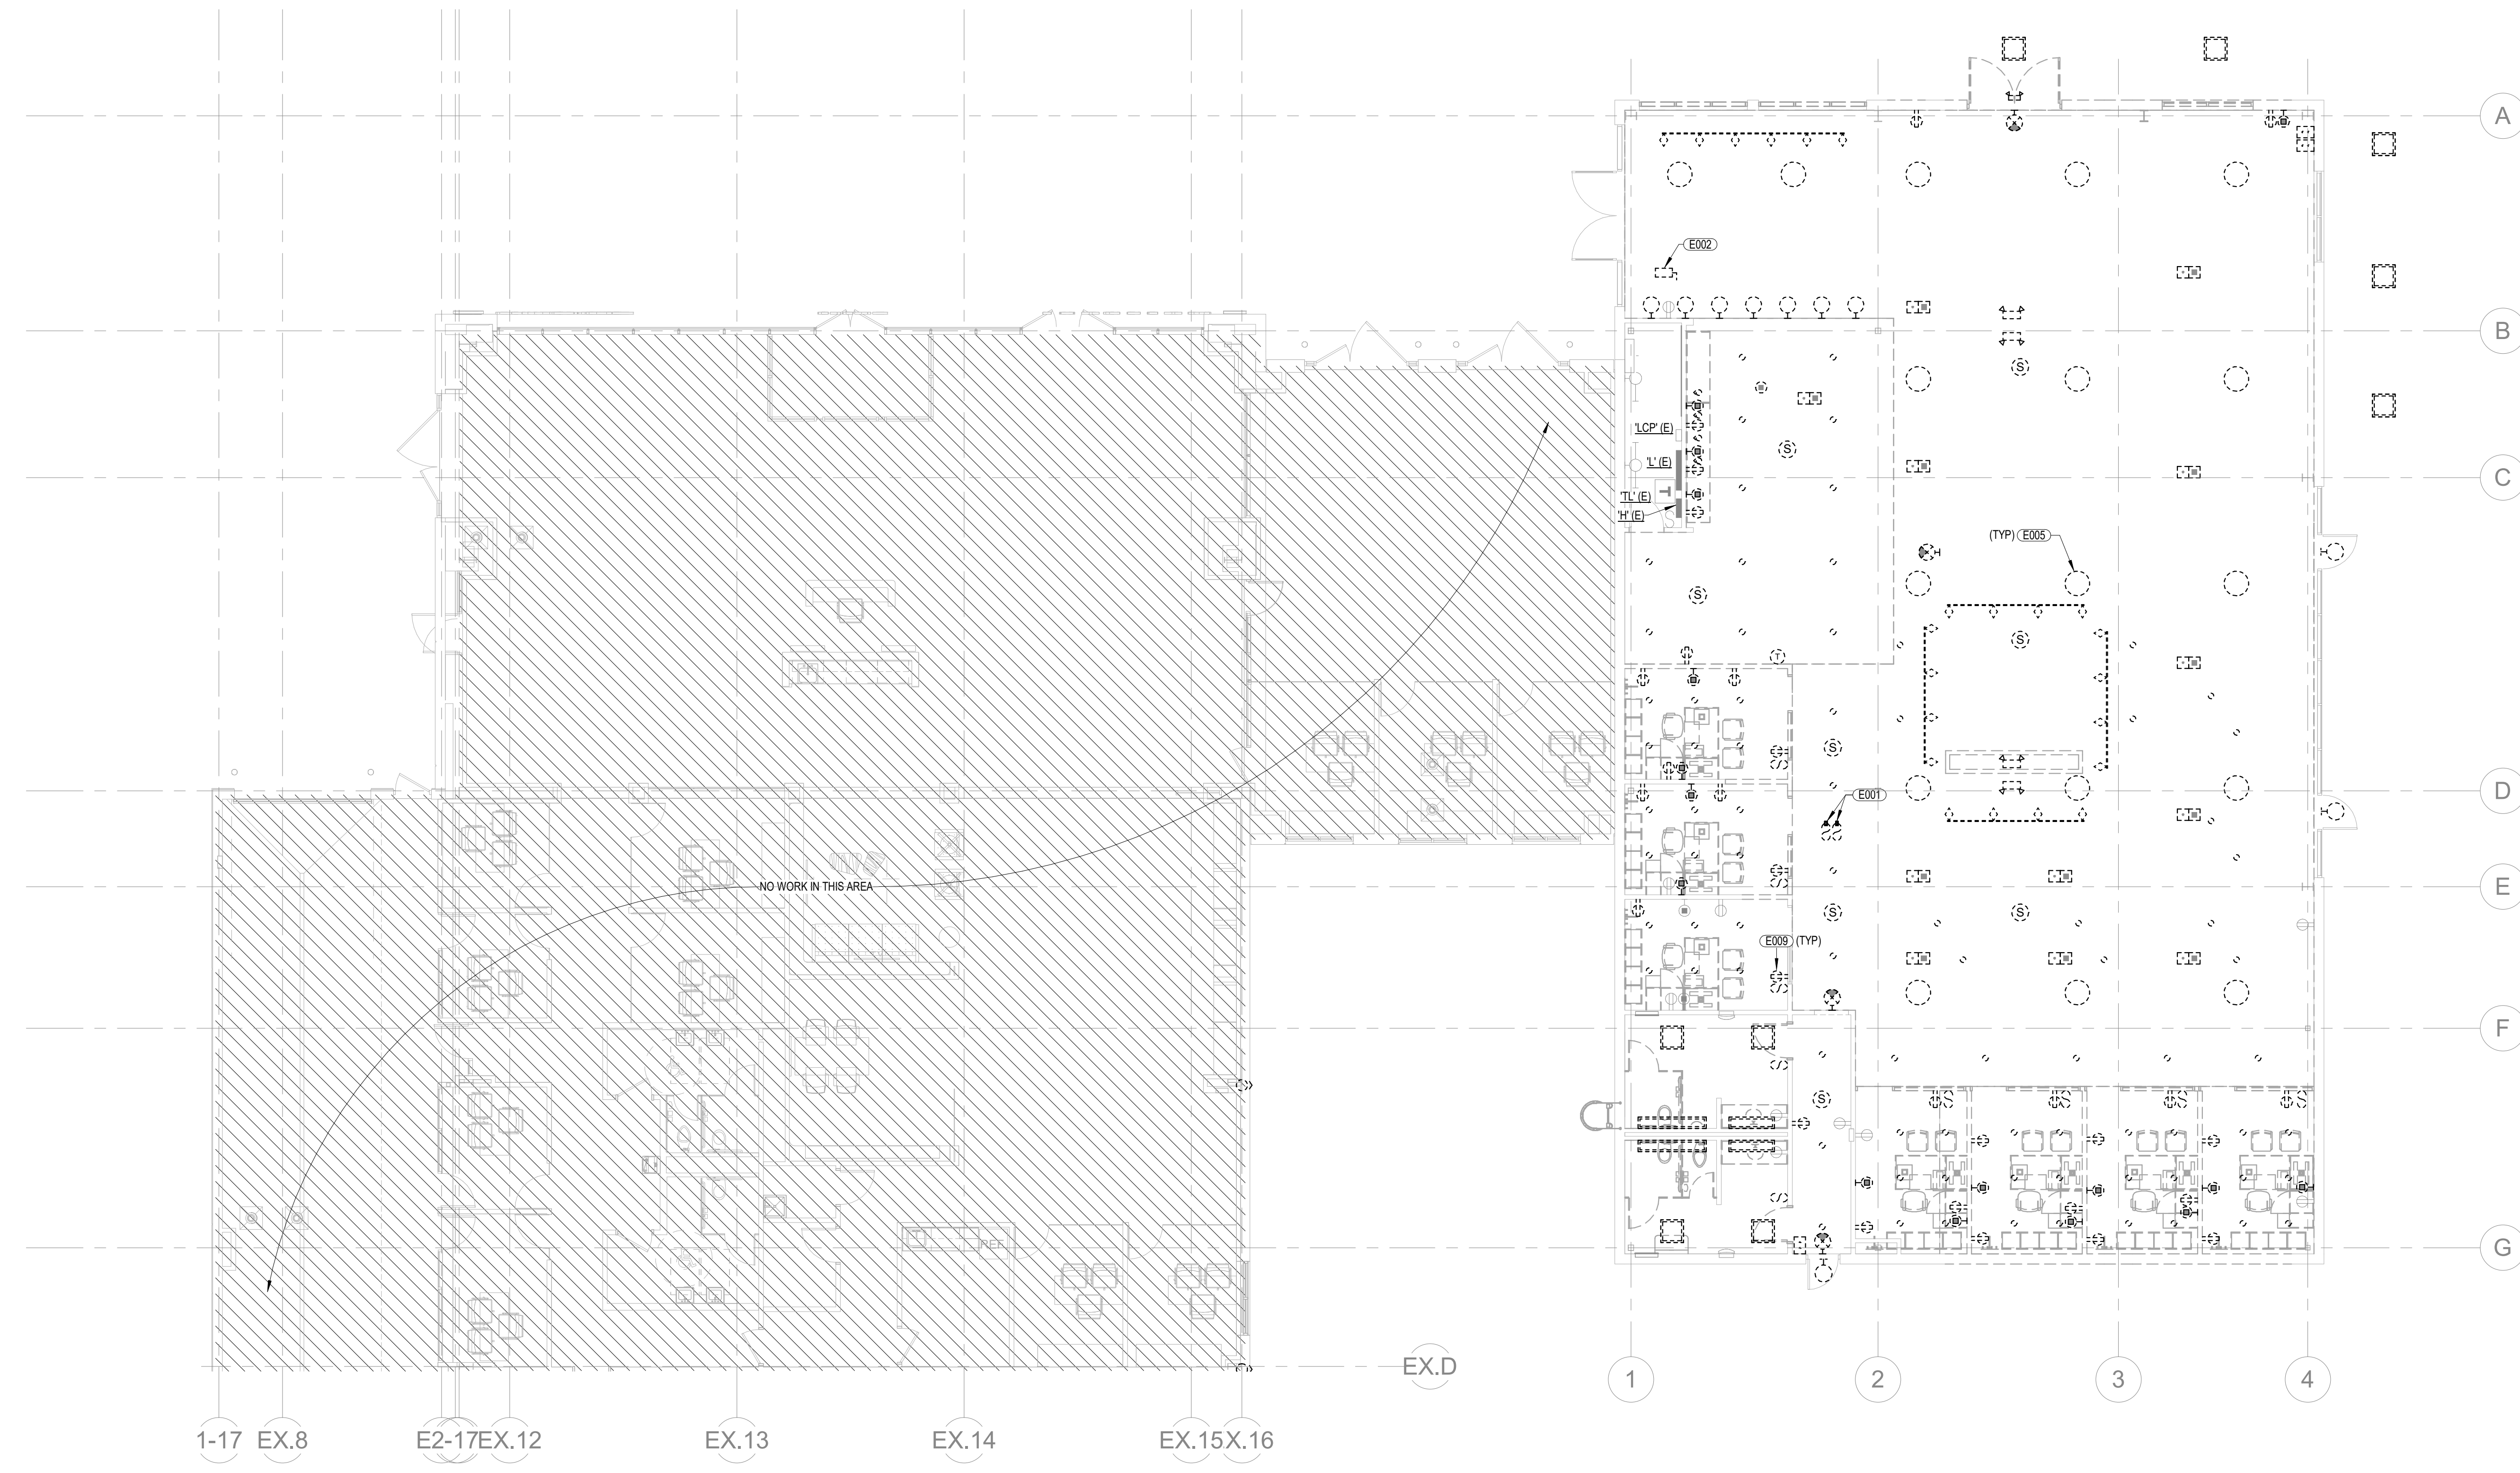 A
E002
B
S
'LCP' (E)
S
'L' (E)
C
'TL' (E)
'H' (E)
S
(TYP) E005
S
S
T
S
D
E001
NO WORK IN THIS AREA
E
S
S
E009 (TYP)
F
S
REF.
G
EX.D
1
2
3
4
1-17
EX.8
E2-17
EX.12
EX.13
EX.14
EX.15
X.16